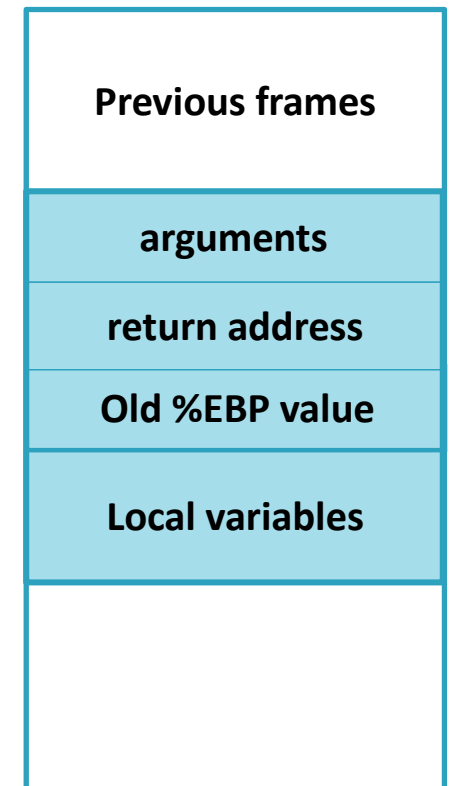 Previous frames
arguments
return address
Old %EBP value
Local variables